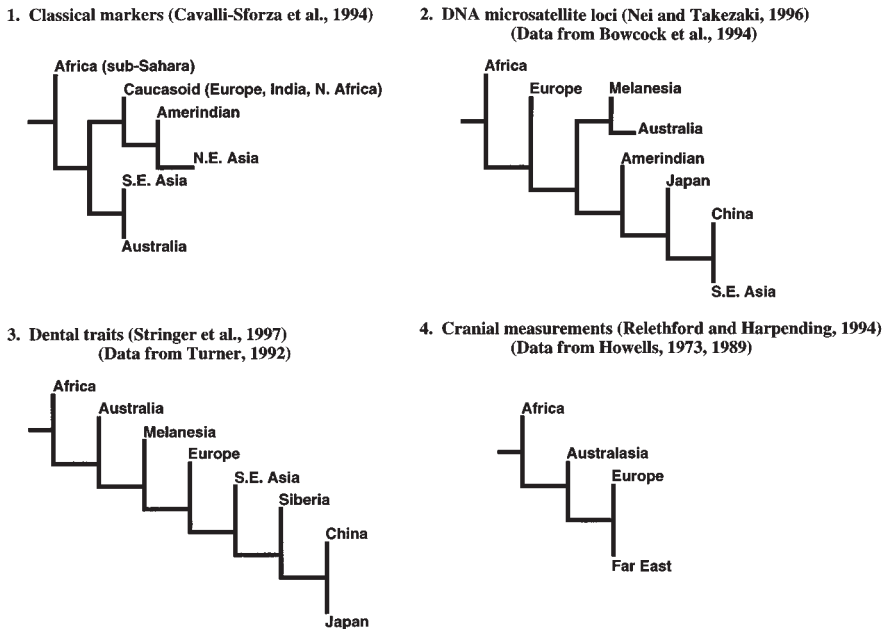 1. Classical markers (Cavalli-Sforza et al., 1994)
Africa (sub-Sahara)
Caucasoid (Europe, India, N. Africa)
Amerindian
N.E. Asia
S.E. Asia
Australia
2. DNA microsatellite loci (Nei and Takezaki, 1996)
(Data from Bowcock et al., 1994)
Africa
Europe
Melanesia
Australia
Amerindian
Japan
China
S.E. Asia
3. Dental traits (Stringer et al., 1997)
(Data from Turner, 1992)
Africa
Australia
Melanesia
Europe
S.E. Asia
Siberia
China
Japan
4. Cranial measurements (Relethford and Harpending, 1994)
(Data from Howells, 1973, 1989)
Africa
Australasia
Europe
Far East